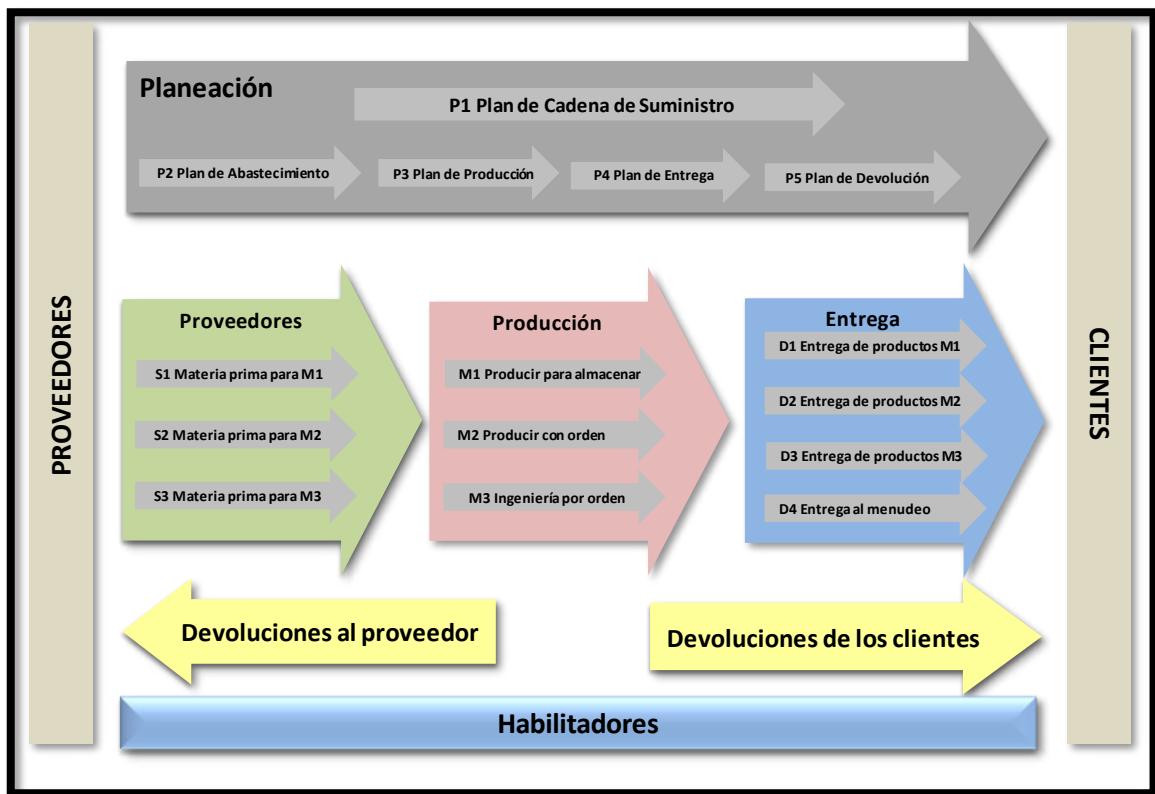 PROVEEDORES
Planeación
P1 Plan de Cadena de Suministro
P2 Plan de Abastecimiento
P3 Plan de Producción
P4 Plan de Entrega
P5 Plan de Devolución
Proveedores
S1 Materia prima para M1
S2 Materia prima para M2
S3 Materia prima para M3
Producción
M1 Producir para almacenar
M2 Producir con orden
M3 Ingeniería por orden
Entrega
D1 Entrega de productos M1
D2 Entrega de productos M2
D3 Entrega de productos M3
D4 Entrega al menudeo
Devoluciones al proveedor
Devoluciones de los clientes
Habilitadores
CLIENTES